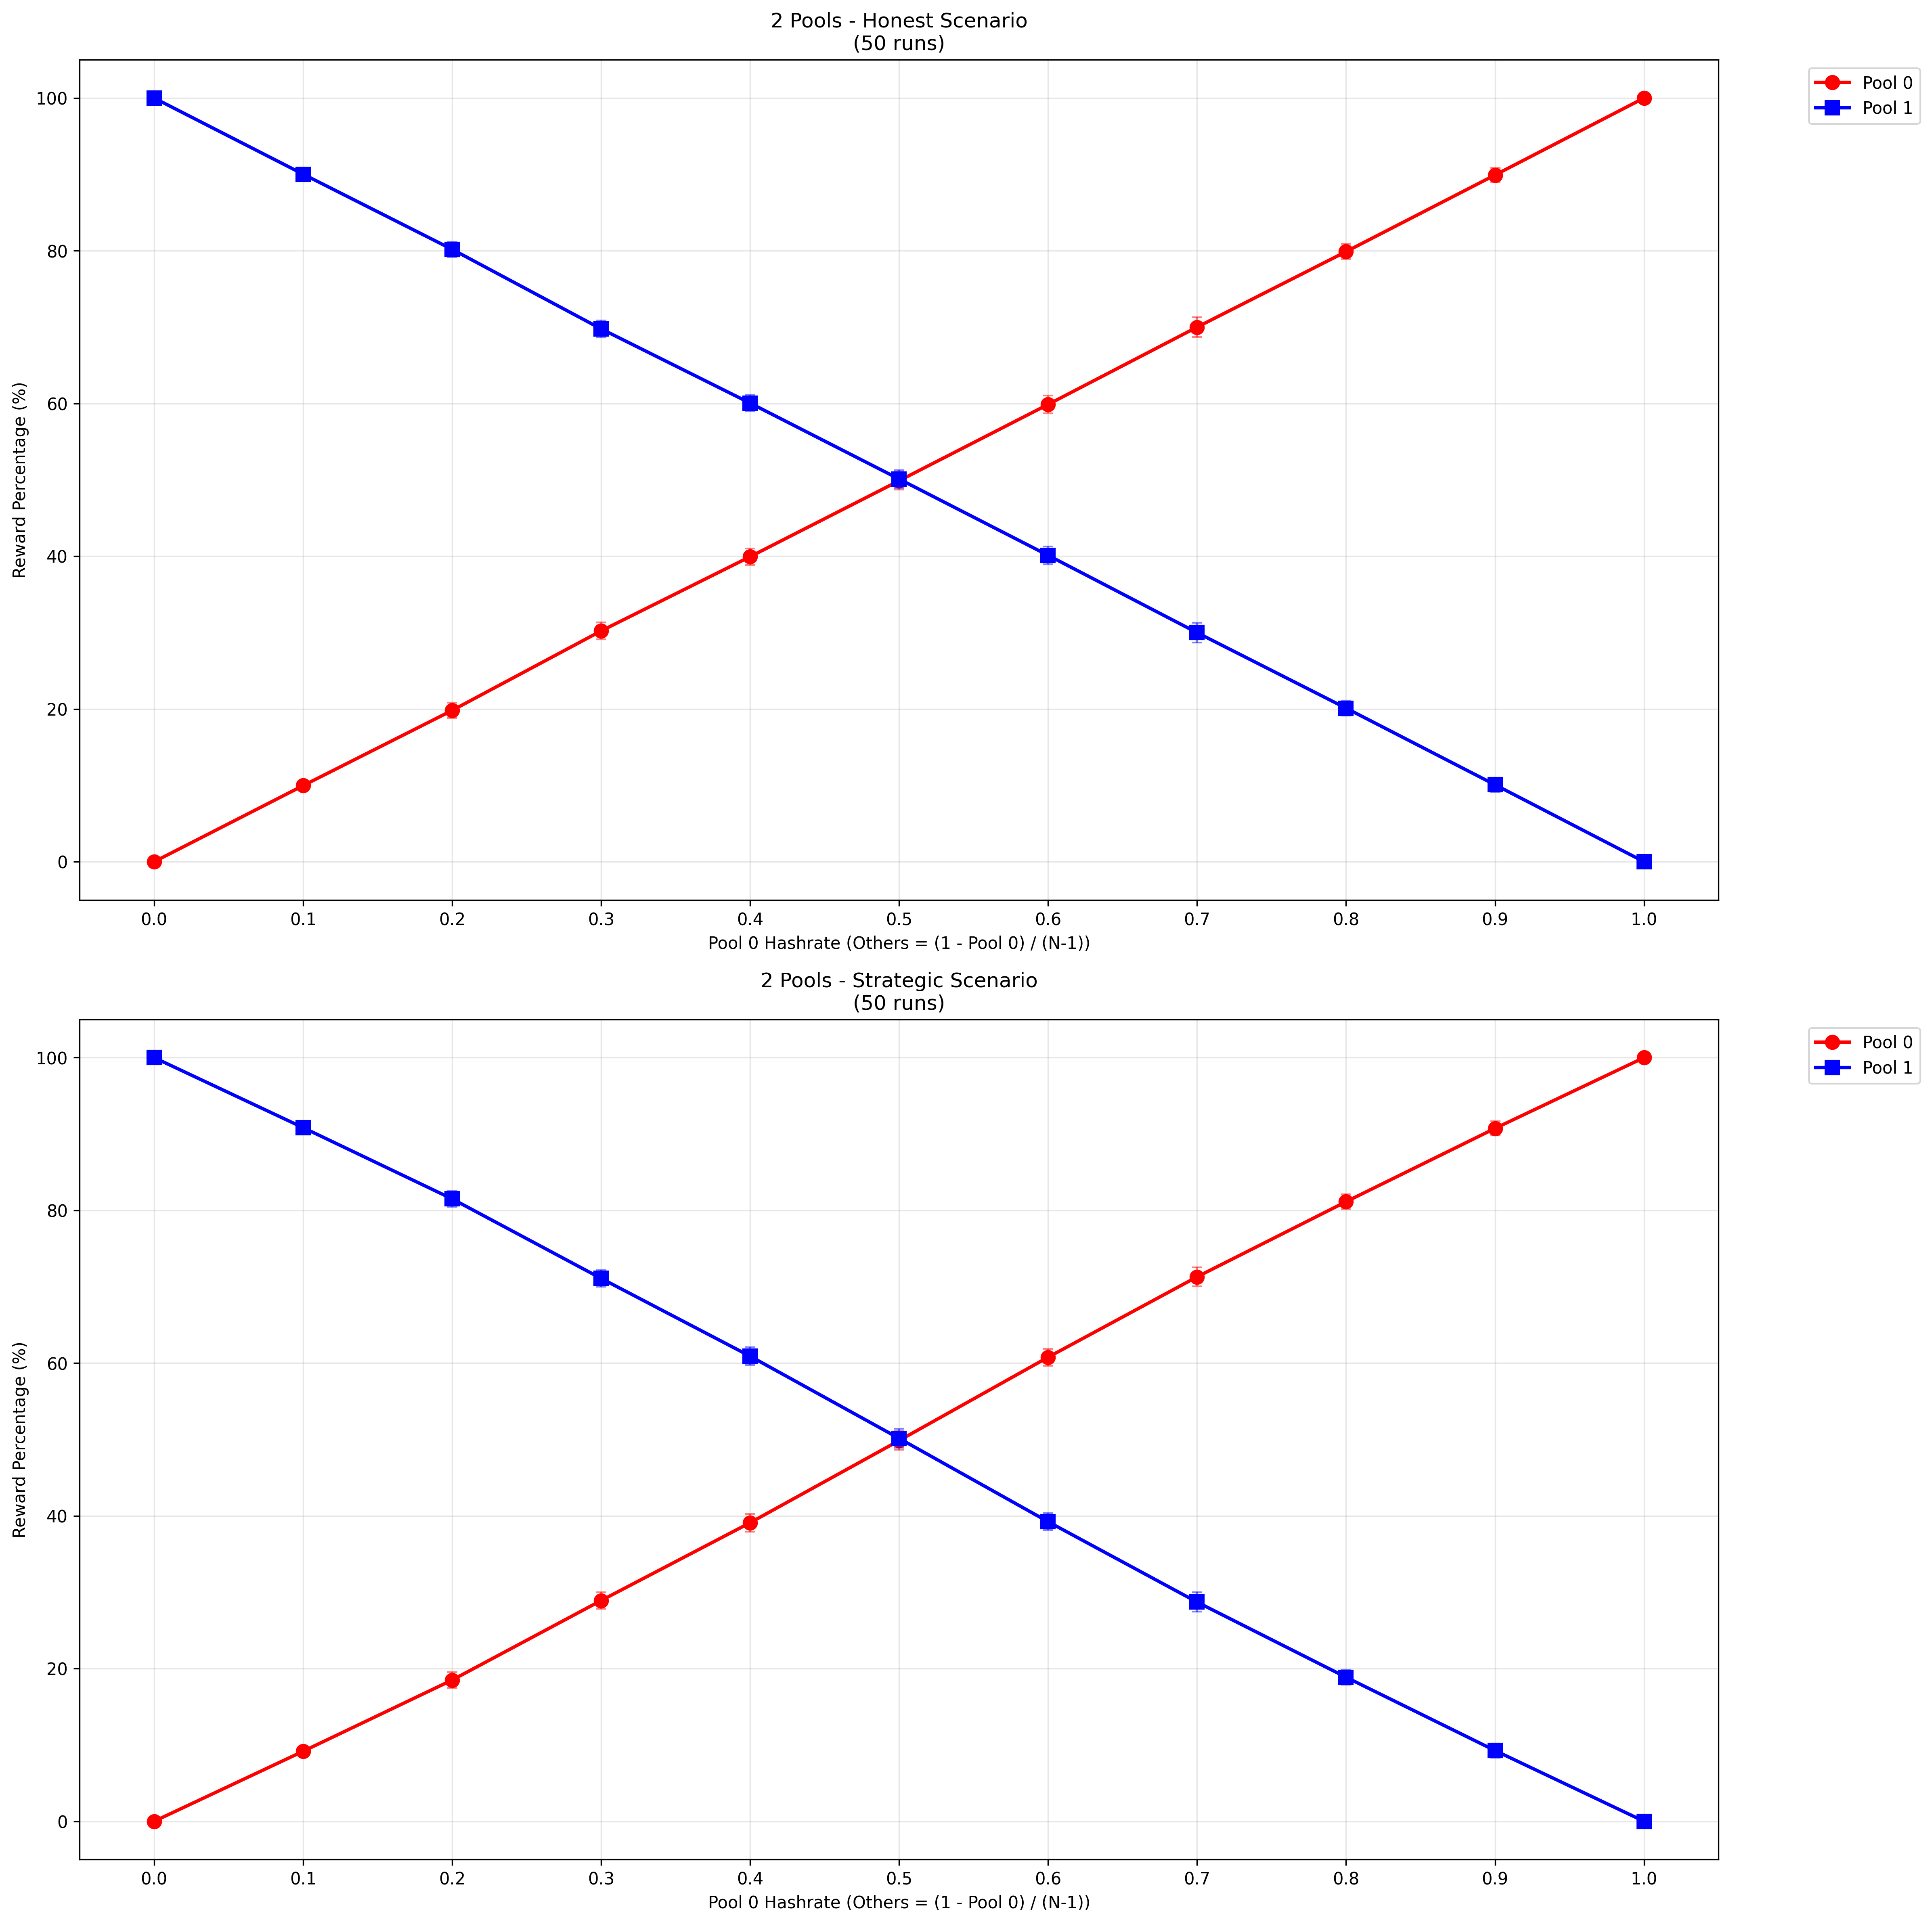 2 Pools - Honest Scenario
(50 runs)
Pool 0
Pool 1
Reward Percentage (%)
100
80
60
40
20
0
0.0 0.1 0.2 0.3 0.4 0.5 0.6 0.7 0.8 0.9 1.0
Pool 0 Hashrate (Others = (1 - Pool 0) / (N-1))
2 Pools - Strategic Scenario
(50 runs)
Pool 0
Pool 1
Reward Percentage (%)
100
80
60
40
20
0
0.0 0.1 0.2 0.3 0.4 0.5 0.6 0.7 0.8 0.9 1.0
Pool 0 Hashrate (Others = (1 - Pool 0) / (N-1))